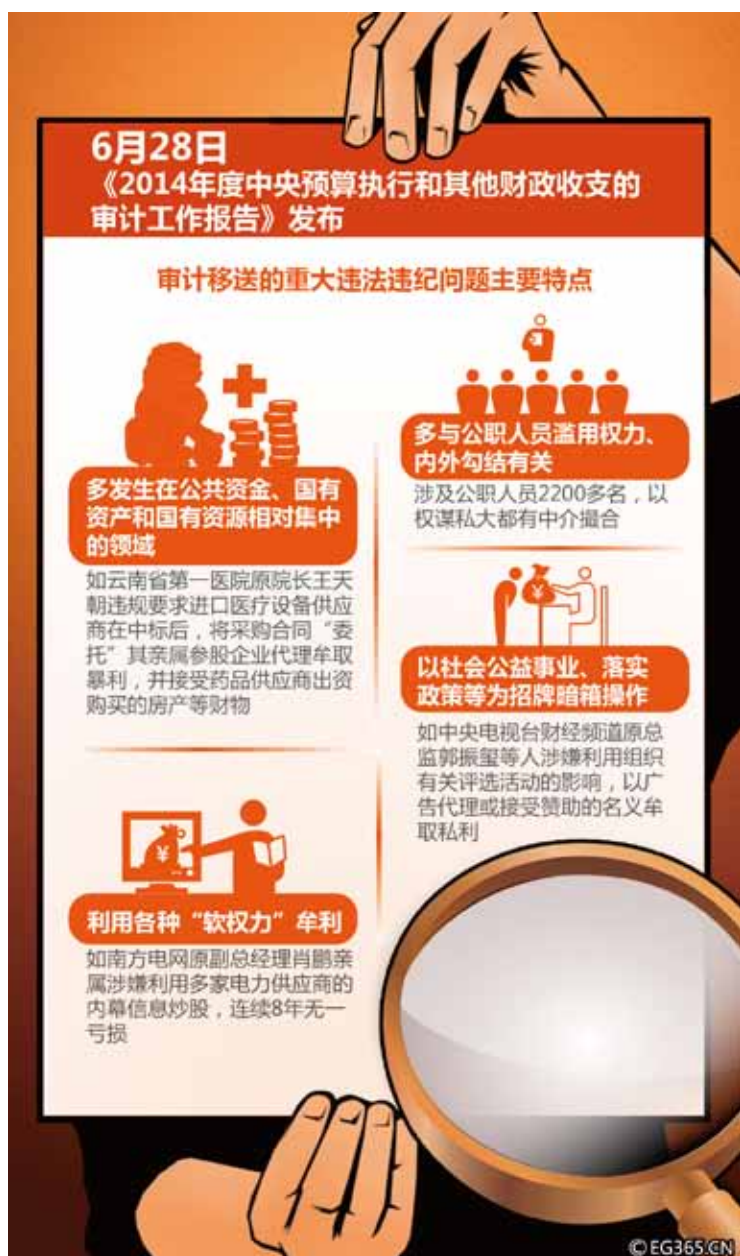 6月28日
《2014年度中央预算执行和其他财政收支的
审计工作报告》发布
审计移送的重大违法违纪问题主要特点
多发生在公共资金、国有
资产和国有资源相对集中
的领域
如云南省第一医院原院长王天
朝违规要求进口医疗设备供应
商在中标后，将采购合同“委
托”其亲属参股企业代理牟取
暴利，并接受药品供应商出资
购买的房产等财物
多与公职人员滥用权力、
内外勾结有关
涉及公职人员2200多名，以
权谋私大都有中介撮合
以社会公益事业、落实
政策等为招牌暗箱操作
如中央电视台财经频道原总
监郭振玺等人涉嫌利用组织
有关评选活动的影响，以广
告代理或接受赞助的名义牟
取私利
利用各种“软权力”牟利
如南方电网原副总经理肖鹏亲
属涉嫌利用多家电力供应商的
内幕信息炒股，连续8年无一
亏损
¥
¥
© EG365.CN